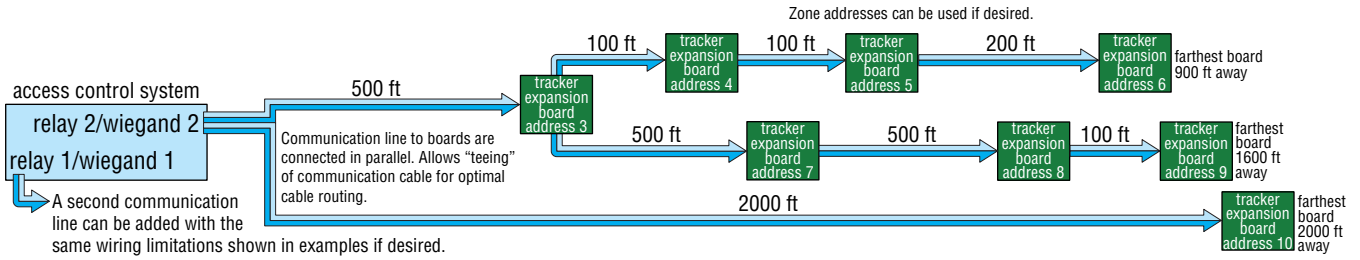 Zone addresses can be used if desired.
100 ft
tracker
expansion
board
address 4
100 ft
tracker
expansion
board
address 5
200 ft
tracker
expansion
board
address 6
farthest board
900 ft away
access control system
relay 2/wiegand 2
relay 1/wiegand 1
500 ft
tracker
expansion
board
address 3
Communication line to boards are
connected in parallel. Allows “teeing”
of communication cable for optimal
cable routing.
500 ft
tracker
expansion
board
address 7
500 ft
tracker
expansion
board
address 8
100 ft
tracker
expansion
board
address 9
farthest
board
1600 ft
away
A second communication
line can be added with the
same wiring limitations shown in examples if desired.
2000 ft
tracker
expansion
board
address 10
farthest
board
2000 ft
away